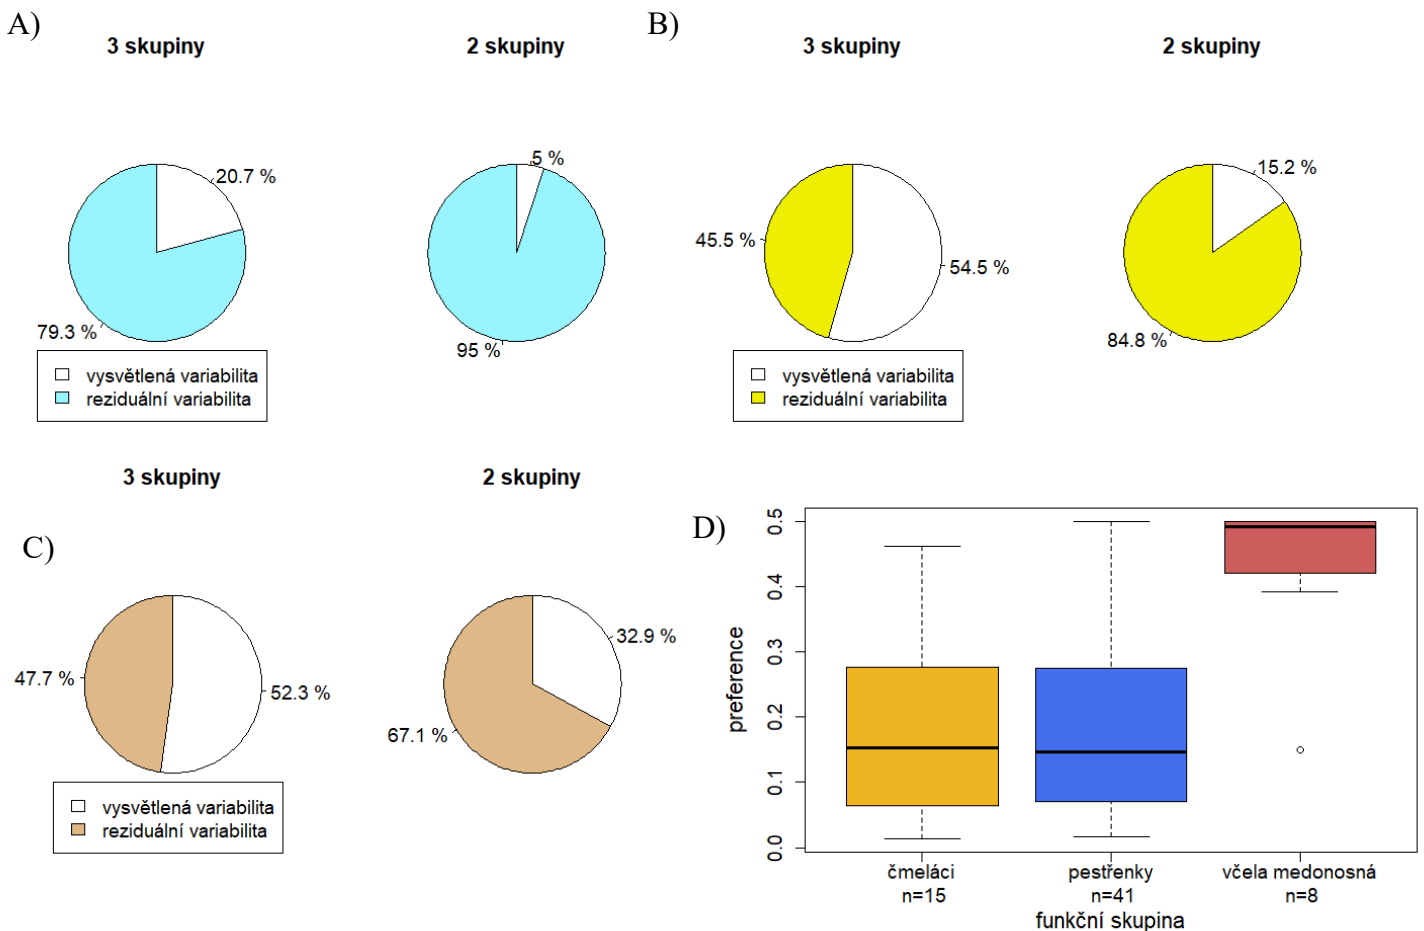 A)
3 skupiny
2 skupiny
20.7 %
79.3 %
5 %
95 %
vysvětlená variabilita
reziduální variabilita
B)
3 skupiny
2 skupiny
45.5 %
54.5 %
15.2 %
84.8 %
vysvětlená variabilita
reziduální variabilita
C)
3 skupiny
2 skupiny
47.7 %
52.3 %
32.9 %
67.1 %
vysvětlená variabilita
reziduální variabilita
D)
preference
0.5
0.4
0.3
0.2
0.1
0.0
čmeláci
n=15
pestřenky
n=41
včela medonosná
n=8
funkční skupina